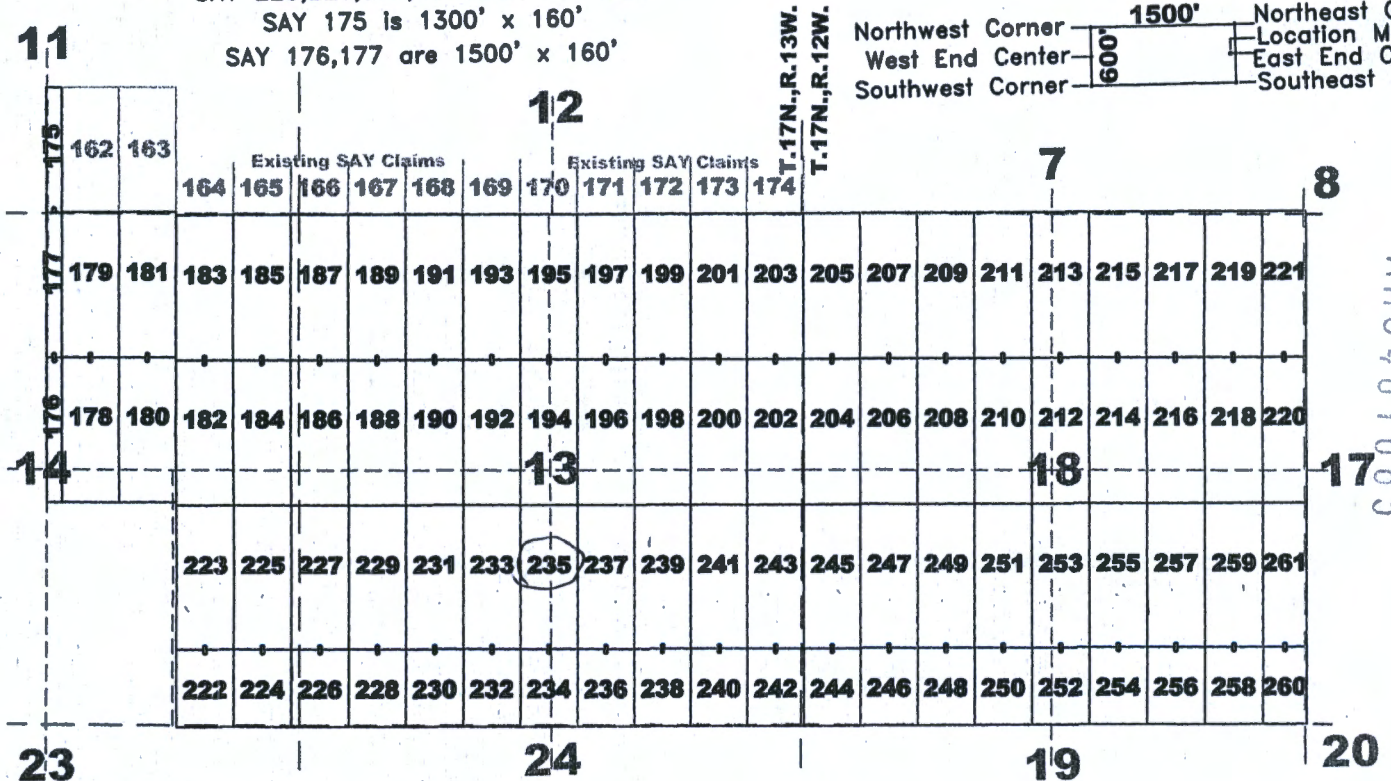 SAY 175 is 1300' x 160'
SAY 176,177 are 1500' x 160'
T.17N.,R.13W.
T.17N.,R.12W.
1500'
600'
Northwest Corner
West End Center
Southwest Corner
Northeast
Location
East End
Southeast
11
12
7
8
175 162 163
Existing SAY Claims
Existing SAY Claims
164 165 166 167 168 169 170 171 172 173 174
177 179 181 183 185 187 189 191 193 195 197 199 201 203 205 207 209 211 213 215 217 219 221
176 178 180 182 184 186 188 190 192 194 196 198 200 202 204 206 208 210 212 214 216 218 220
14 13 18 17
223 225 227 229 231 233 235 237 239 241 243 245 247 249 251 253 255 257 259 261
222 224 226 228 230 232 234 236 238 240 242 244 246 248 250 252 254 256 258 260
23 24 19 20